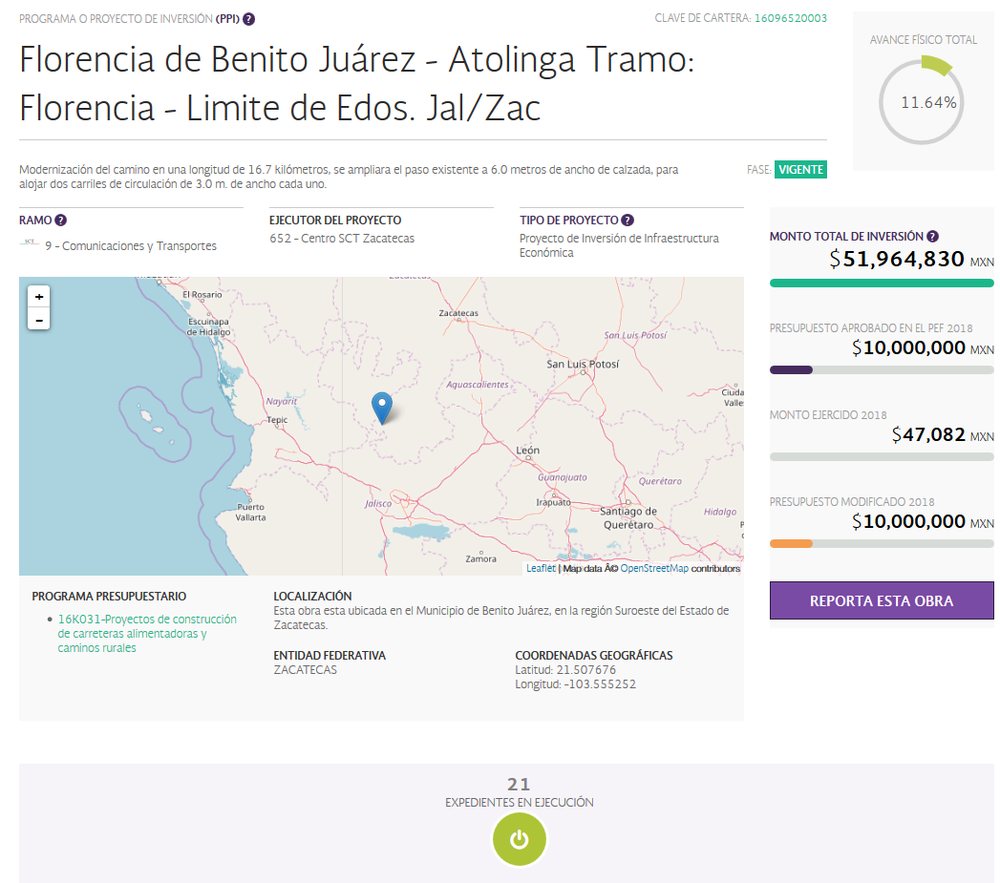 PROGRAMA O PROYECTO DE INVERSIÓN (PPI) ?
CLAVE DE CARTERA: 16096520003
Florencia de Benito Juárez - Atolinga Tramo:
Florencia - Limite de Edos. Jal/Zac
AVANCE FÍSICO TOTAL
11.64%
Modernización del camino en una longitud de 16.7 kilómetros, se ampliara el paso existente a 6.0 metros de ancho de calzada, para
alojar dos carriles de circulación de 3.0 m. de ancho cada uno.
FASE: VIGENTE
RAMO ?
SCT 9 - Comunicaciones y Transportes
EJECUTOR DEL PROYECTO
652 - Centro SCT Zacatecas
TIPO DE PROYECTO ?
Proyecto de Inversión de Infraestructura
Económica
MONTO TOTAL DE INVERSIÓN ?
$51,964,830 MXN
PRESUPUESTO APROBADO EN EL PEF 2018
$10,000,000 MXN
MONTO EJERCIDO 2018
$47,082 MXN
PRESUPUESTO MODIFICADO 2018
$10,000,000 MXN
REPORTA ESTA OBRA
+
-
Zacatecas
El Rosario
Escuinapa
de Hidalgo
Zacatecas
San Luis Potosí
San Luis Potosí
Aguascalientes
Ciuda
Valle
Nayarit
Tepic
León
Guanajuato
Querétaro
Jalisco
Irapuato
Puerto
Vallarta
Santiago de
Querétaro
Hidalgo
Zamora
Leaflet | Map data Â© OpenStreetMap contributors
PROGRAMA PRESUPUESTARIO
16K031-Proyectos de construcción
de carreteras alimentadoras y
caminos rurales
LOCALIZACIÓN
Esta obra esta ubicada en el Municipio de Benito Juárez, en la región Suroeste del Estado de
Zacatecas.
ENTIDAD FEDERATIVA
ZACATECAS
COORDENADAS GEOGRÁFICAS
Latitud: 21.507676
Longitud: -103.555252
21
EXPEDIENTES EN EJECUCIÓN